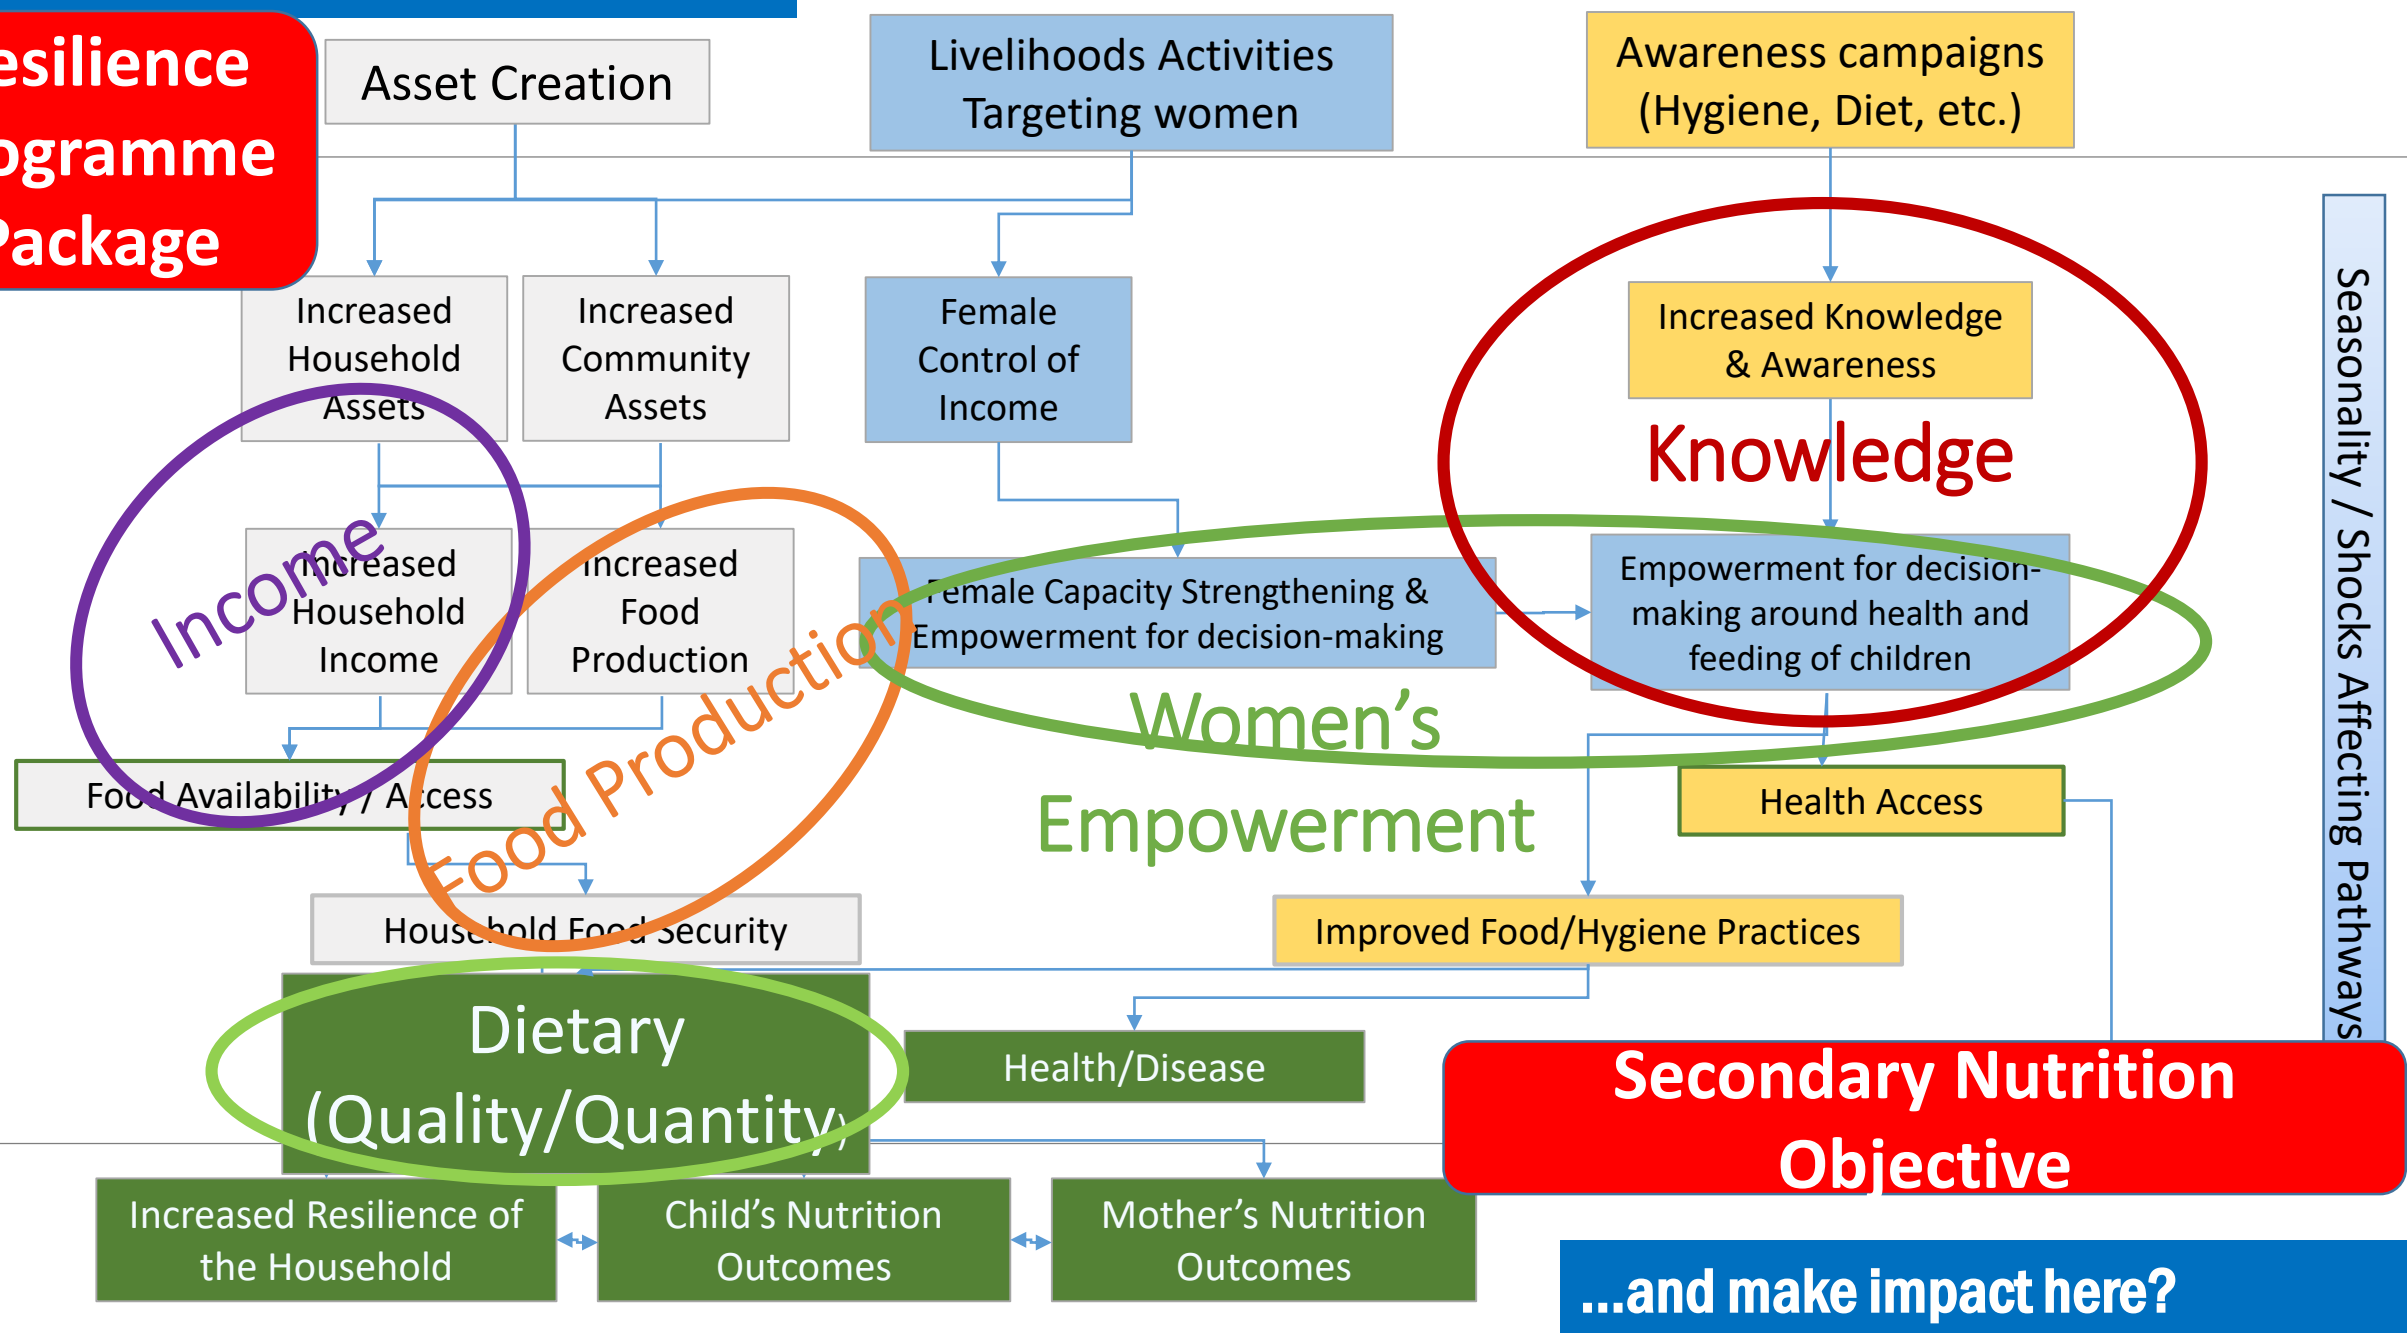 esilience
ogramme
Package
Asset Creation
Livelihoods Activities
Targeting women
Awareness campaigns
(Hygiene, Diet, etc.)
Increased
Household
Assets
Increased
Community
Assets
Female
Control of
Income
Increased Knowledge
& Awareness
Knowledge
Income
Increased
Household
Income
Increased
Food
Production
Food Production
Female Capacity Strengthening &
Empowerment for decision-making
Empowerment for decision-
making around health and
feeding of children
Women's
Empowerment
Food Availability / Access
Health Access
Household Food Security
Improved Food/Hygiene Practices
Dietary
(Quality/Quantity)
Health/Disease
Seasonality / Shocks Affecting Pathways
Secondary Nutrition
Objective
Increased Resilience of
the Household
Child's Nutrition
Outcomes
Mother's Nutrition
Outcomes
...and make impact here?